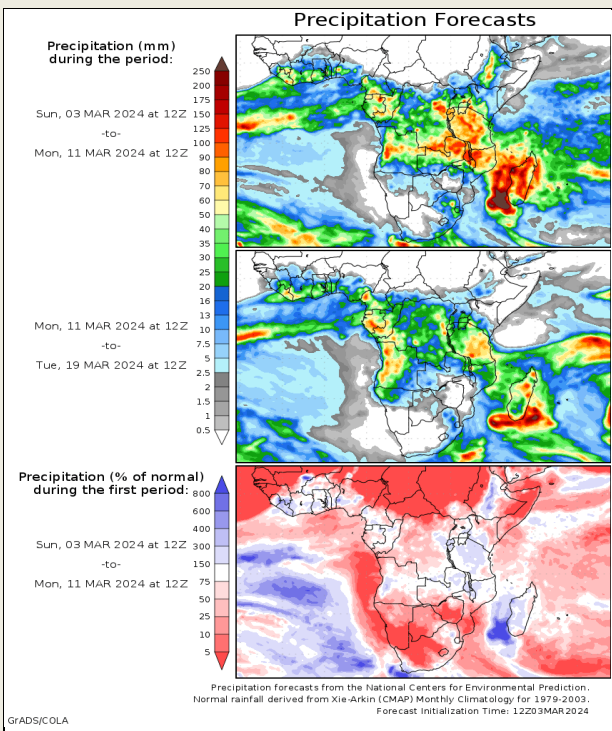 Precipitation Forecasts
Precipitation (mm)
during the period:
250
200
175
150
125
100
90
80
70
60
50
40
35
30
25
20
16
13
10
7.5
5
2.5
2
1.5
1
0.5
Sun, 03 MAR 2024 at 12Z
-to-
Mon, 11 MAR 2024 at 12Z
Mon, 11 MAR 2024 at 12Z
-to-
Tue, 19 MAR 2024 at 12Z
Precipitation (% of normal)
during the first period:
800
600
400
300
150
75
50
25
10
5
Sun, 03 MAR 2024 at 12Z
-to-
Mon, 11 MAR 2024 at 12Z
Precipitation forecasts from the National Centers for Environmental Prediction.
Normal rainfall derived from Xie-Arkin (CMAP) Monthly Climatology for 1979-2003.
Forecast Initialization Time: 12Z03MAR2024
GrADS/COLA